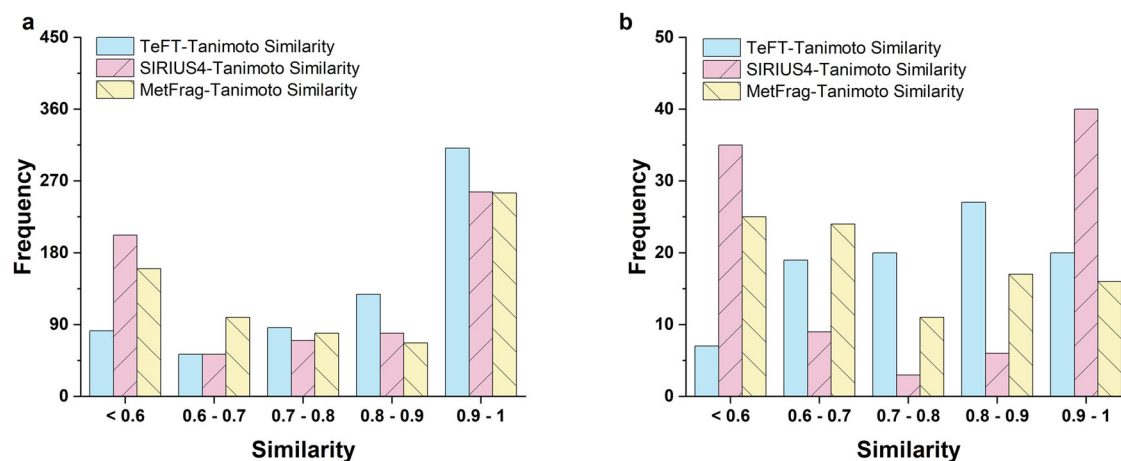 a
450
360
270
180
90
0
Frequency
TeFT-Tanimoto Similarity
SIRIUS4-Tanimoto Similarity
MetFrag-Tanimoto Similarity
< 0.6 0.6 - 0.7 0.7 - 0.8 0.8 - 0.9 0.9 - 1
Similarity
b
50
40
30
20
10
0
Frequency
TeFT-Tanimoto Similarity
SIRIUS4-Tanimoto Similarity
MetFrag-Tanimoto Similarity
< 0.6 0.6 - 0.7 0.7 - 0.8 0.8 - 0.9 0.9 - 1
Similarity